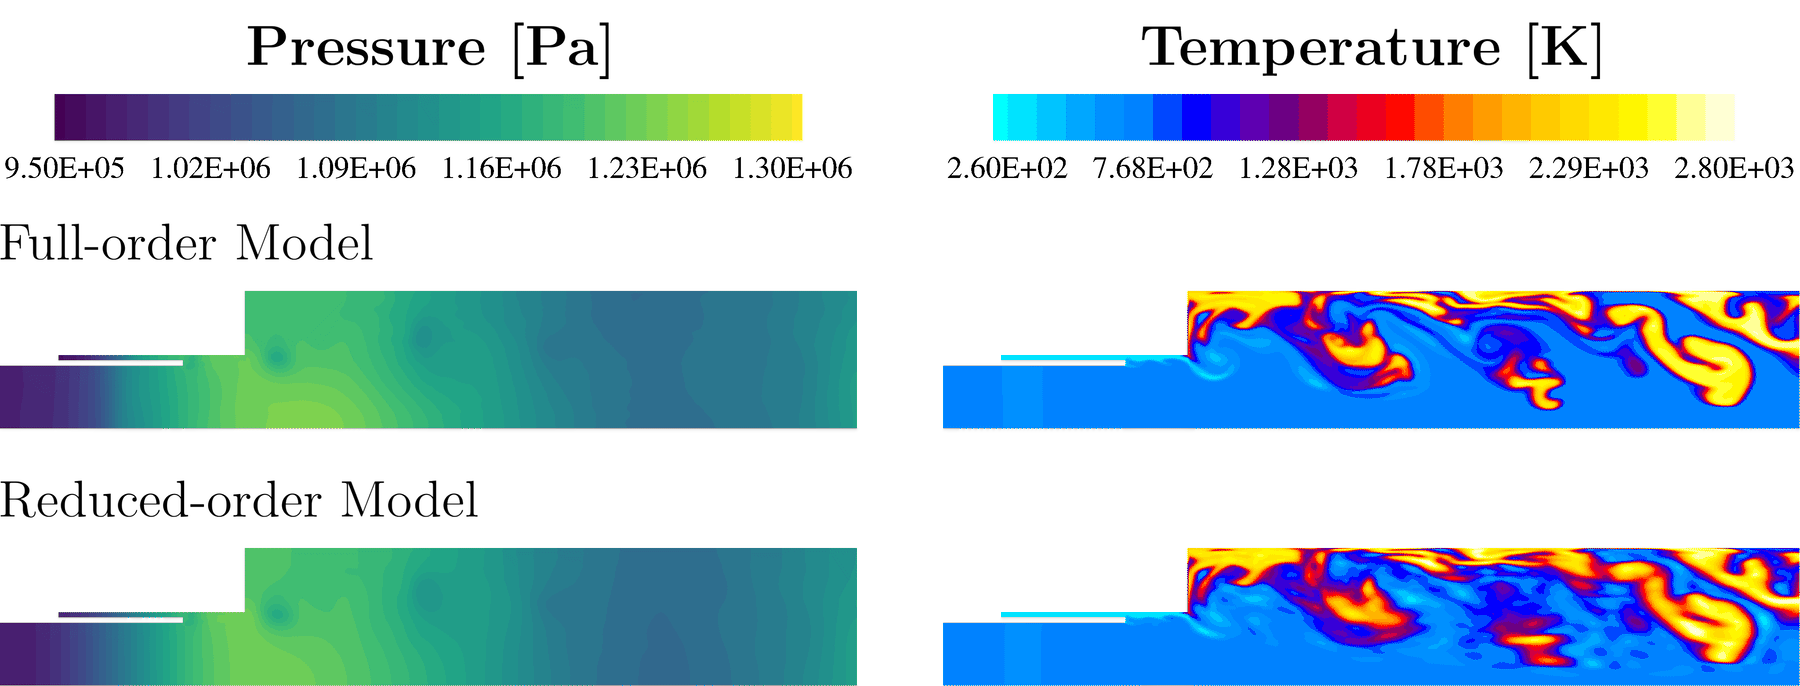 Pressure [Pa]
9.50E+05 1.02E+06 1.09E+06 1.16E+06 1.23E+06 1.30E+06
Temperature [K]
2.60E+02 7.68E+02 1.28E+03 1.78E+03 2.29E+03 2.80E+03
Full-order Model
Reduced-order Model